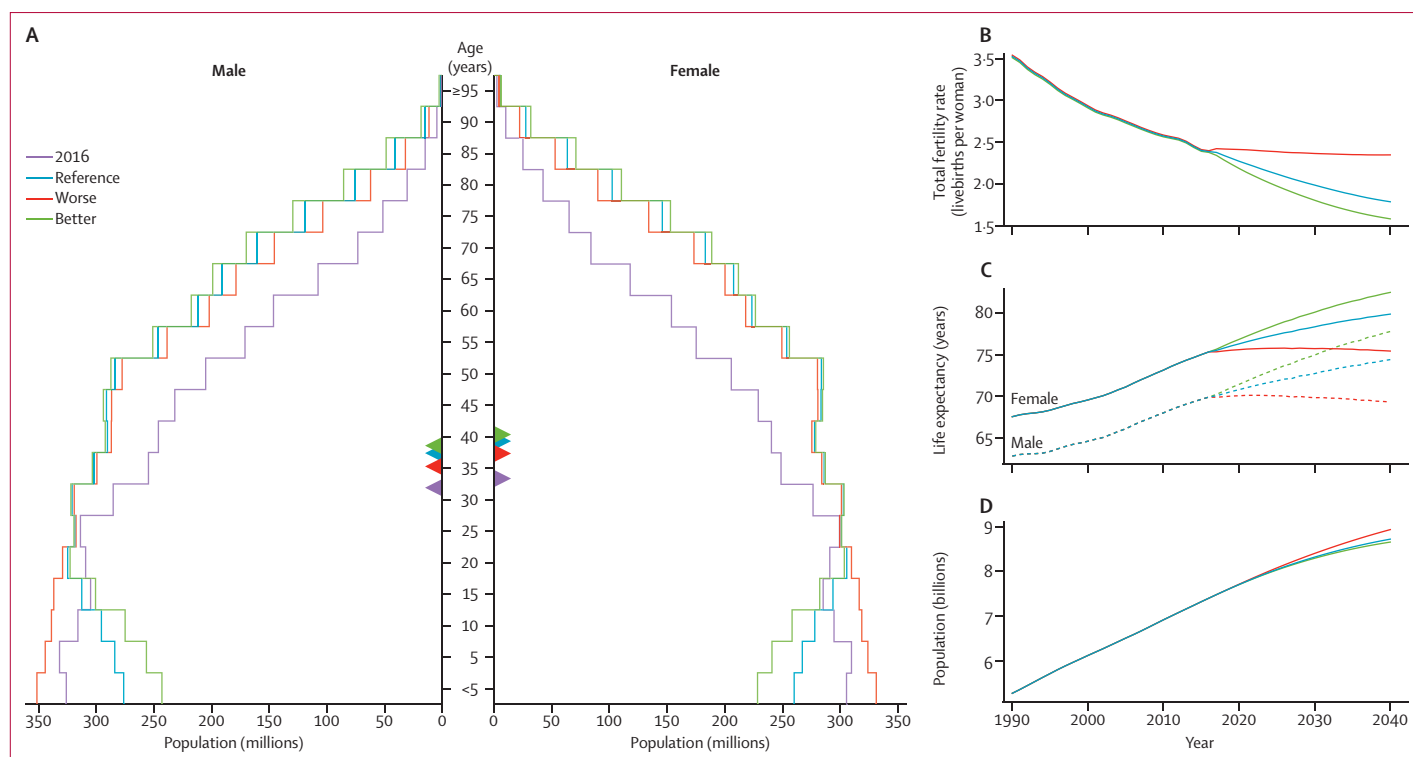 A
Male
Age
(years)
Female
2016
Reference
Worse
Better
≥95
90
85
80
75
70
65
60
55
50
45
40
35
30
25
20
15
10
5
<5
350
300
250
200
150
100
50
0
Population (millions)
0
50
100
150
200
250
300
350
Population (millions)
B
Total fertility rate
(livebirths per woman)
3·5
3·0
2·5
2·0
1·5
C
Life expectancy (years)
80
75
70
65
Female
Male
D
Population (billions)
9
8
7
6
1990
2000
2010
2020
2030
2040
Year